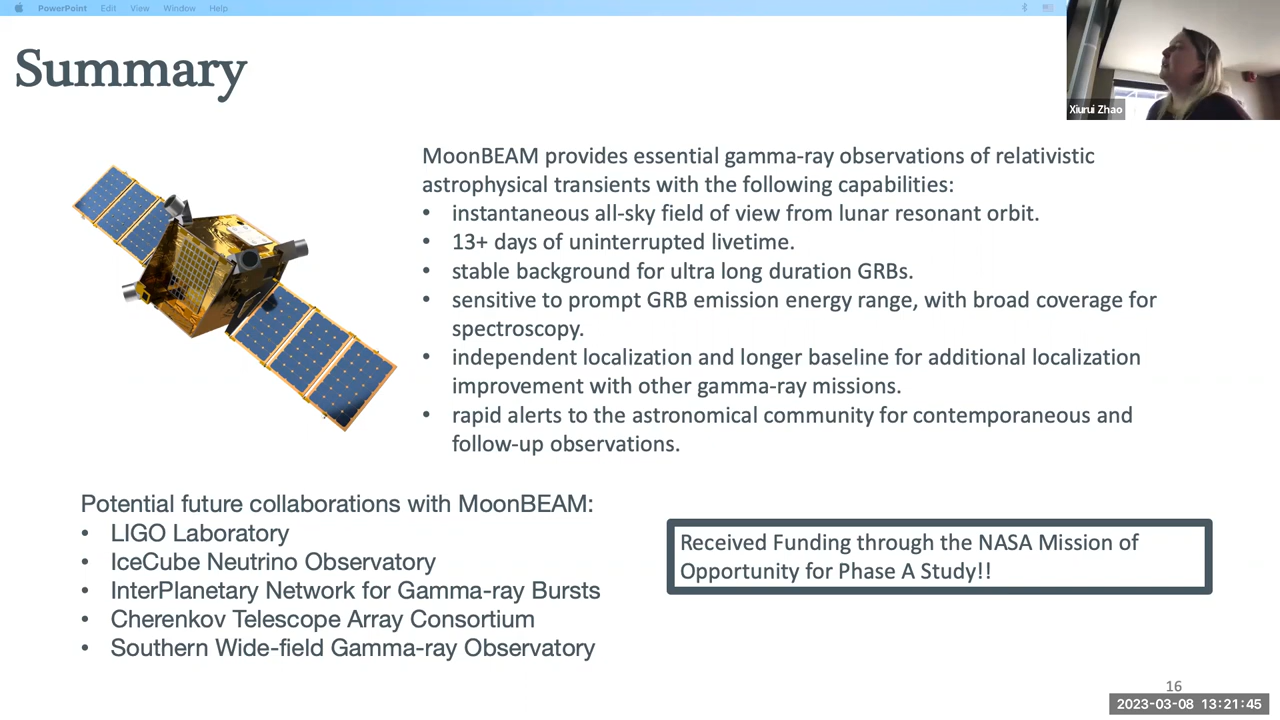 PowerPoint Edit View Window Help
Summary
Xiurui Zhao
MoonBEAM provides essential gamma-ray observations of relativistic
astrophysical transients with the following capabilities:
• instantaneous all-sky field of view from lunar resonant orbit.
• 13+ days of uninterrupted livetime.
• stable background for ultra long duration GRBs.
• sensitive to prompt GRB emission energy range, with broad coverage for
spectroscopy.
• independent localization and longer baseline for additional localization
improvement with other gamma-ray missions.
• rapid alerts to the astronomical community for contemporaneous and
follow-up observations.
Potential future collaborations with MoonBEAM:
• LIGO Laboratory
• IceCube Neutrino Observatory
• InterPlanetary Network for Gamma-ray Bursts
• Cherenkov Telescope Array Consortium
• Southern Wide-field Gamma-ray Observatory
Received Funding through the NASA Mission of
Opportunity for Phase A Study!!
16
2023-03-08 13:21:45